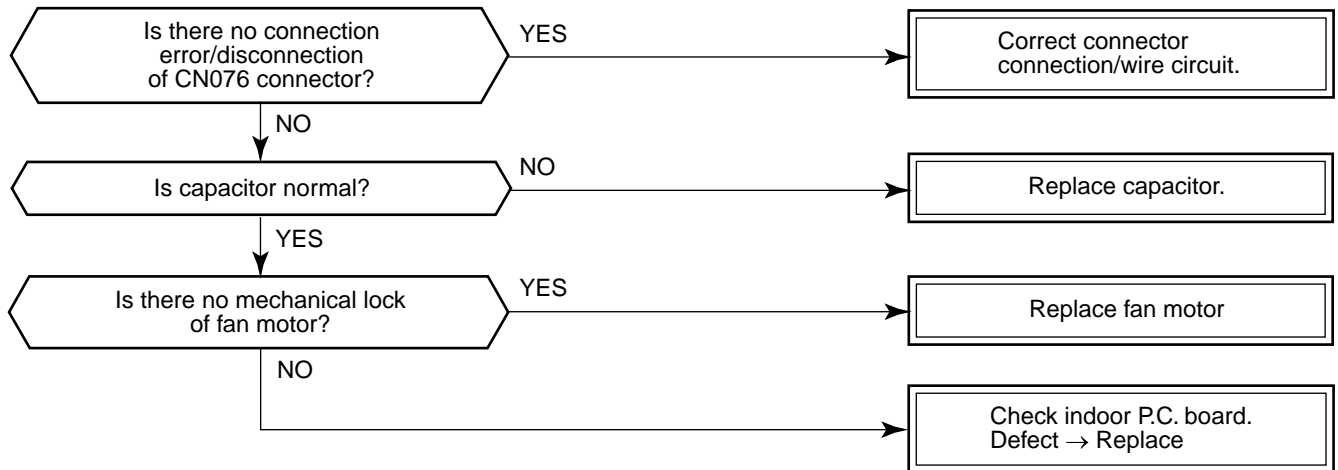 Is there no connection
error/disconnection
of CN076 connector?
YES
Correct connector
connection/wire circuit.
NO
Is capacitor normal?
NO
Replace capacitor.
YES
Is there no mechanical lock
of fan motor?
YES
Replace fan motor
NO
Check indoor P.C. board.
Defect → Replace